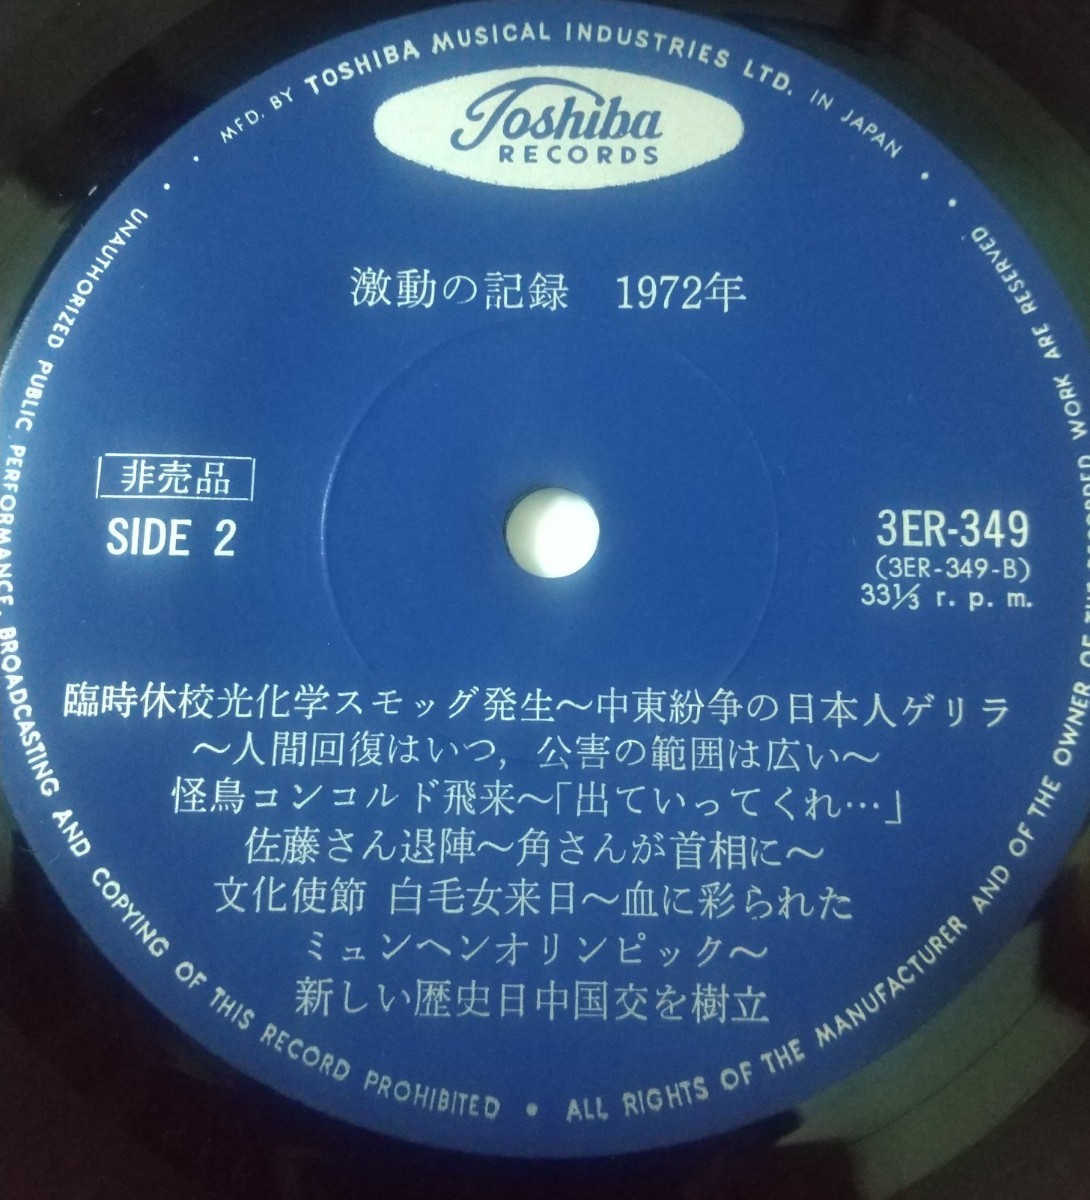 MFD. BY TOSHIBA MUSICAL INDUSTRIES LTD. IN JAPAN
Toshiba
RECORDS
激動の記録　1972年
非売品
SIDE 2
3ER-349
(3ER-349-B)
33⅓ r. p. m.
臨時休校光化学スモッグ発生〜中東紛争の日本人ゲリラ
〜人間回復はいつ，公害の範囲は広い〜
怪鳥コンコルド飛来〜「出ていってくれ…」
佐藤さん退陣〜角さんが首相に〜
文化使節 白毛女来日〜血に彩られた
ミュンヘンオリンピック〜
新しい歴史日中国交を樹立
UNAUTHORIZED PUBLIC PERFORMANCE, BROADCASTING AND COPYING OF THIS RECORD PROHIBITED • ALL RIGHTS OF THE MANUFACTURER AND OF THE OWNER OF THE RECORDED WORK ARE RESERVED